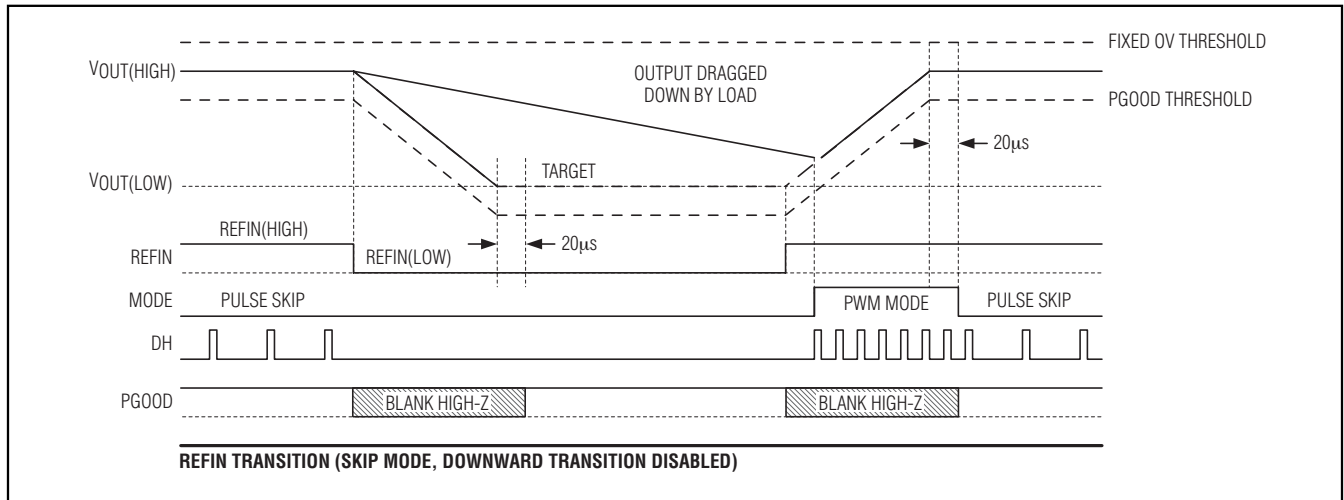 FIXED OV THRESHOLD
VOUT(HIGH)
OUTPUT DRAGGED
DOWN BY LOAD
PGOOD THRESHOLD
20µs
VOUT(LOW)
TARGET
REFIN(HIGH)
20µs
REFIN
REFIN(LOW)
MODE
PULSE SKIP
PWM MODE
PULSE SKIP
DH
PGOOD
BLANK HIGH-Z
BLANK HIGH-Z
REFIN TRANSITION (SKIP MODE, DOWNWARD TRANSITION DISABLED)